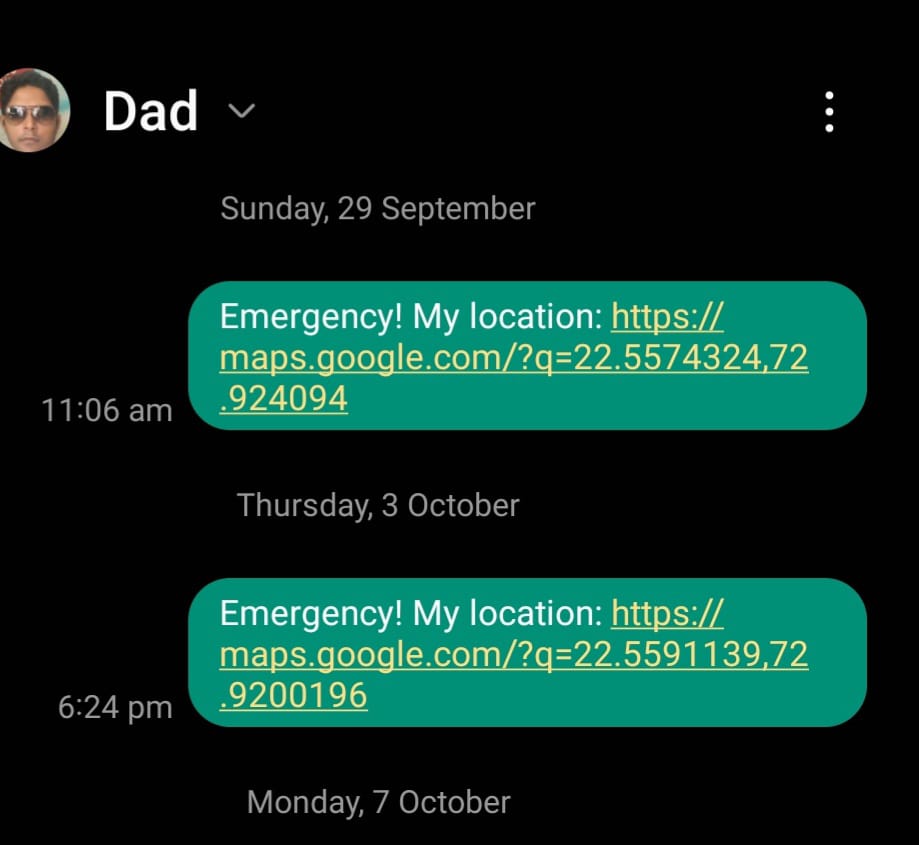 Dad
Sunday, 29 September
Emergency! My location: https://
maps.google.com/?q=22.5574324,72
.924094
11:06 am
Thursday, 3 October
Emergency! My location: https://
maps.google.com/?q=22.5591139,72
.9200196
6:24 pm
Monday, 7 October